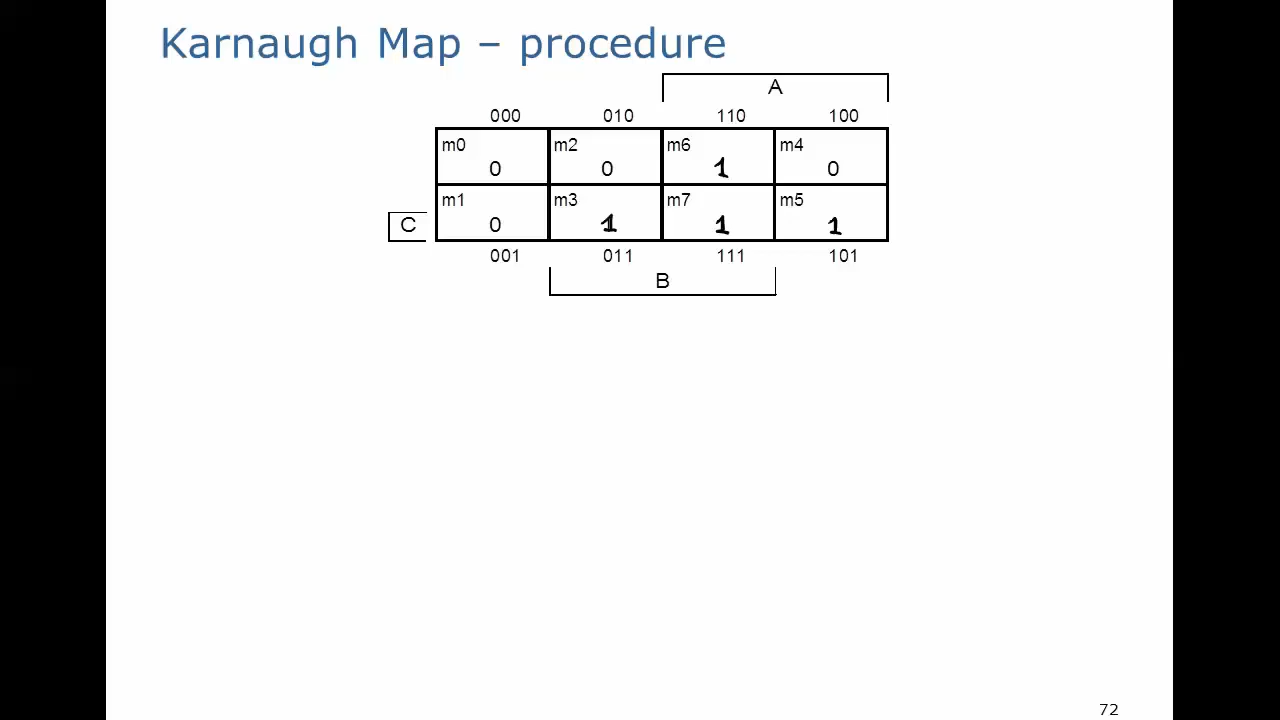 Karnaugh Map – procedure
A
000 010 110 100
m0 m2 m6 m4
0 0 1 0
m1 m3 m7 m5
C 0 1 1 1
001 011 111 101
B
72